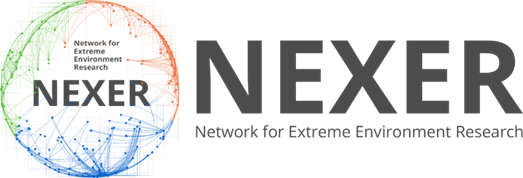 Network for
Extreme
Environment
Research
NEXER
NEXER
Network for Extreme Environment Research